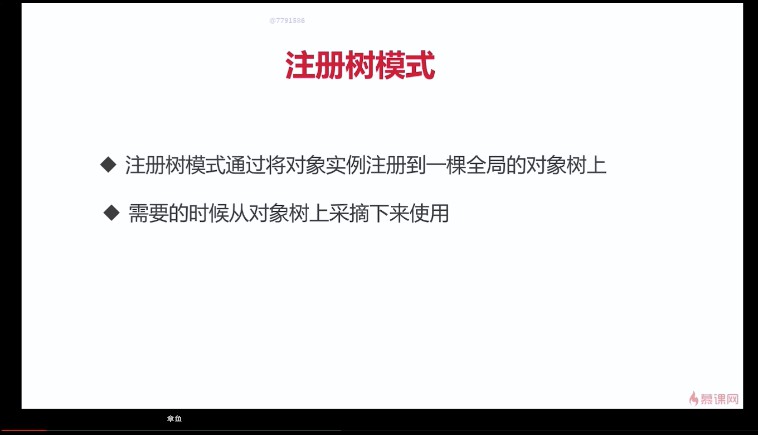 @7791856
注册树模式
◆ 注册树模式通过将对象实例注册到一棵全局的对象树上
◆ 需要的时候从对象树上采摘下来使用
慕课网
章鱼